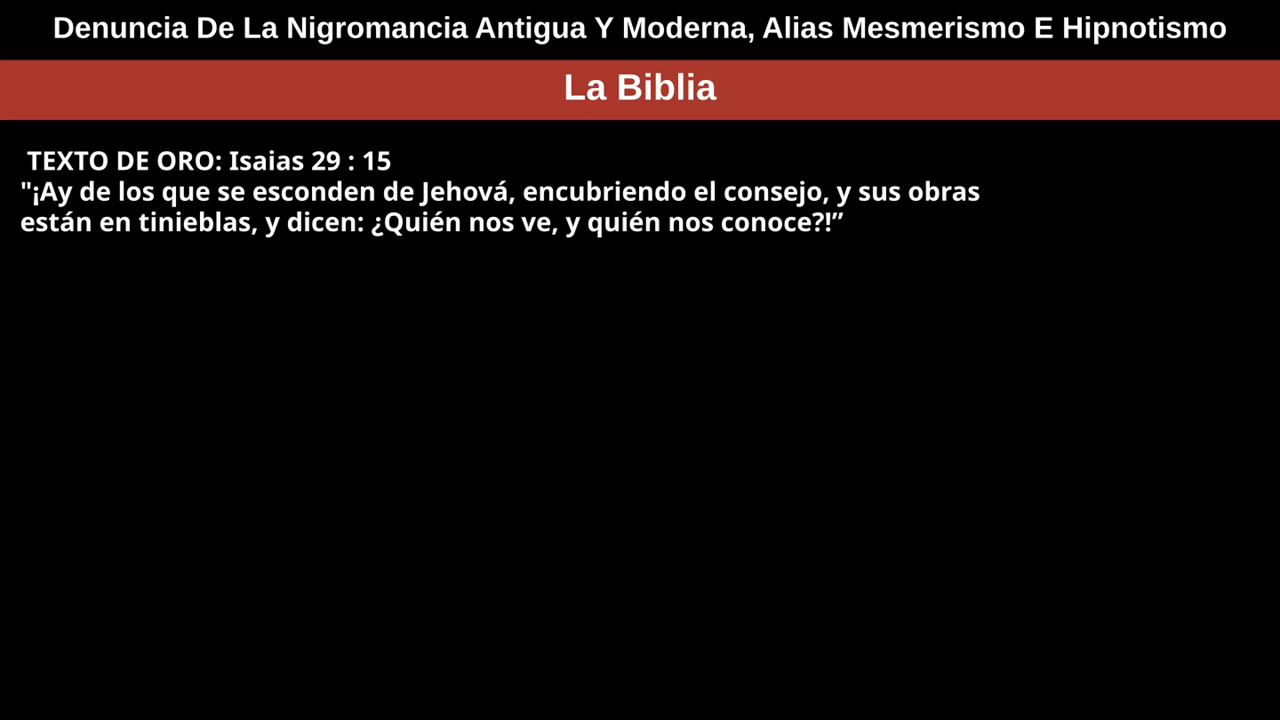 Denuncia De La Nigromancia Antigua Y Moderna, Alias Mesmerismo E Hipnotismo
La Biblia
TEXTO DE ORO: Isaias 29 : 15
"¡Ay de los que se esconden de Jehová, encubriendo el consejo, y sus obras
están en tinieblas, y dicen: ¿Quién nos ve, y quién nos conoce?!”